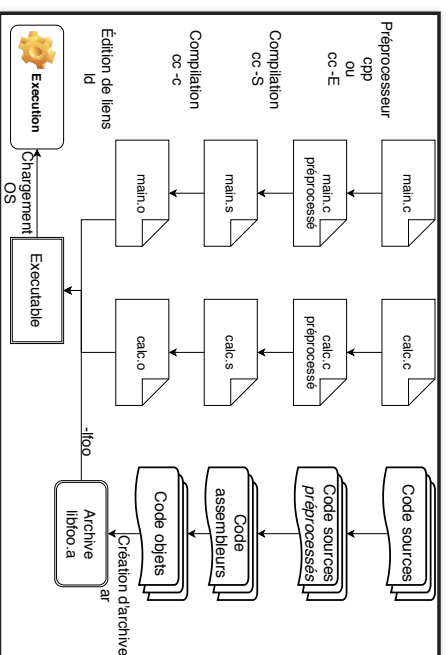 Préprocesseur
cpp
ou
cc -E
Compilation
cc -S
Compilation
cc -c
Édition de liens
ld
main.c
main.c
préprocessé
main.s
main.o
calc.c
calc.c
préprocessé
calc.s
calc.o
Code sources
Code sources
préprocessés
Code
assembleurs
Code objets
Création d'archive
ar
Archive
libfoo.a
-lfoo
Executable
Chargement
OS
Execution